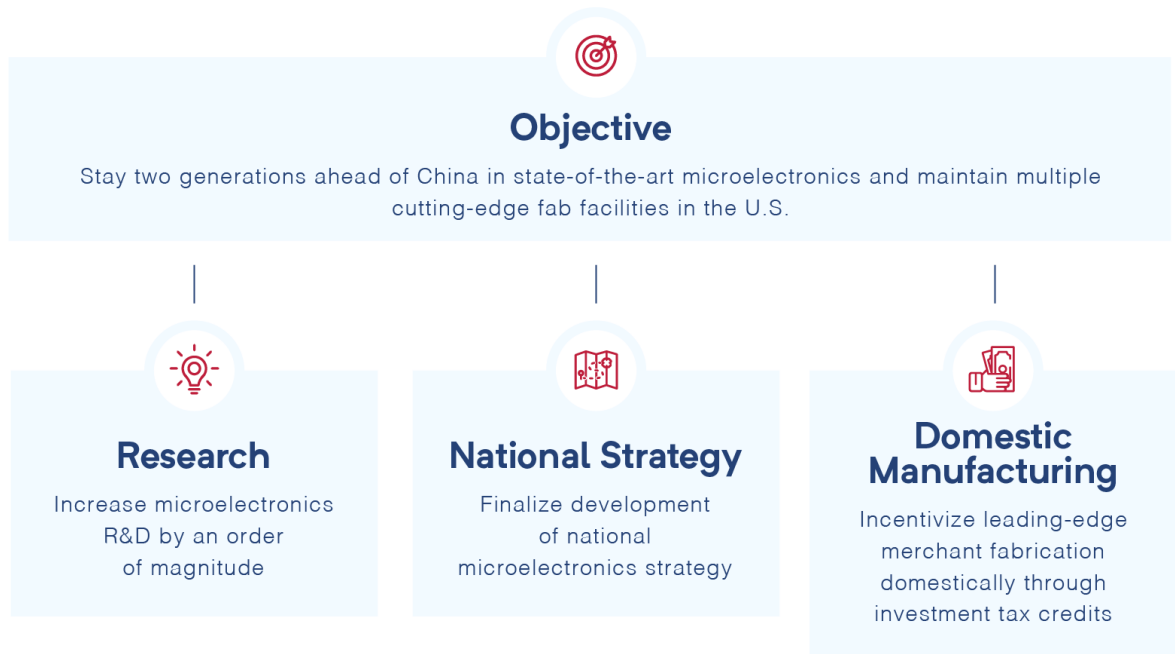 Objective
Stay two generations ahead of China in state-of-the-art microelectronics and maintain multiple
cutting-edge fab facilities in the U.S.
Research
Increase microelectronics
R&D by an order
of magnitude
National Strategy
Finalize development
of national
microelectronics strategy
Domestic
Manufacturing
Incentivize leading-edge
merchant fabrication
domestically through
investment tax credits